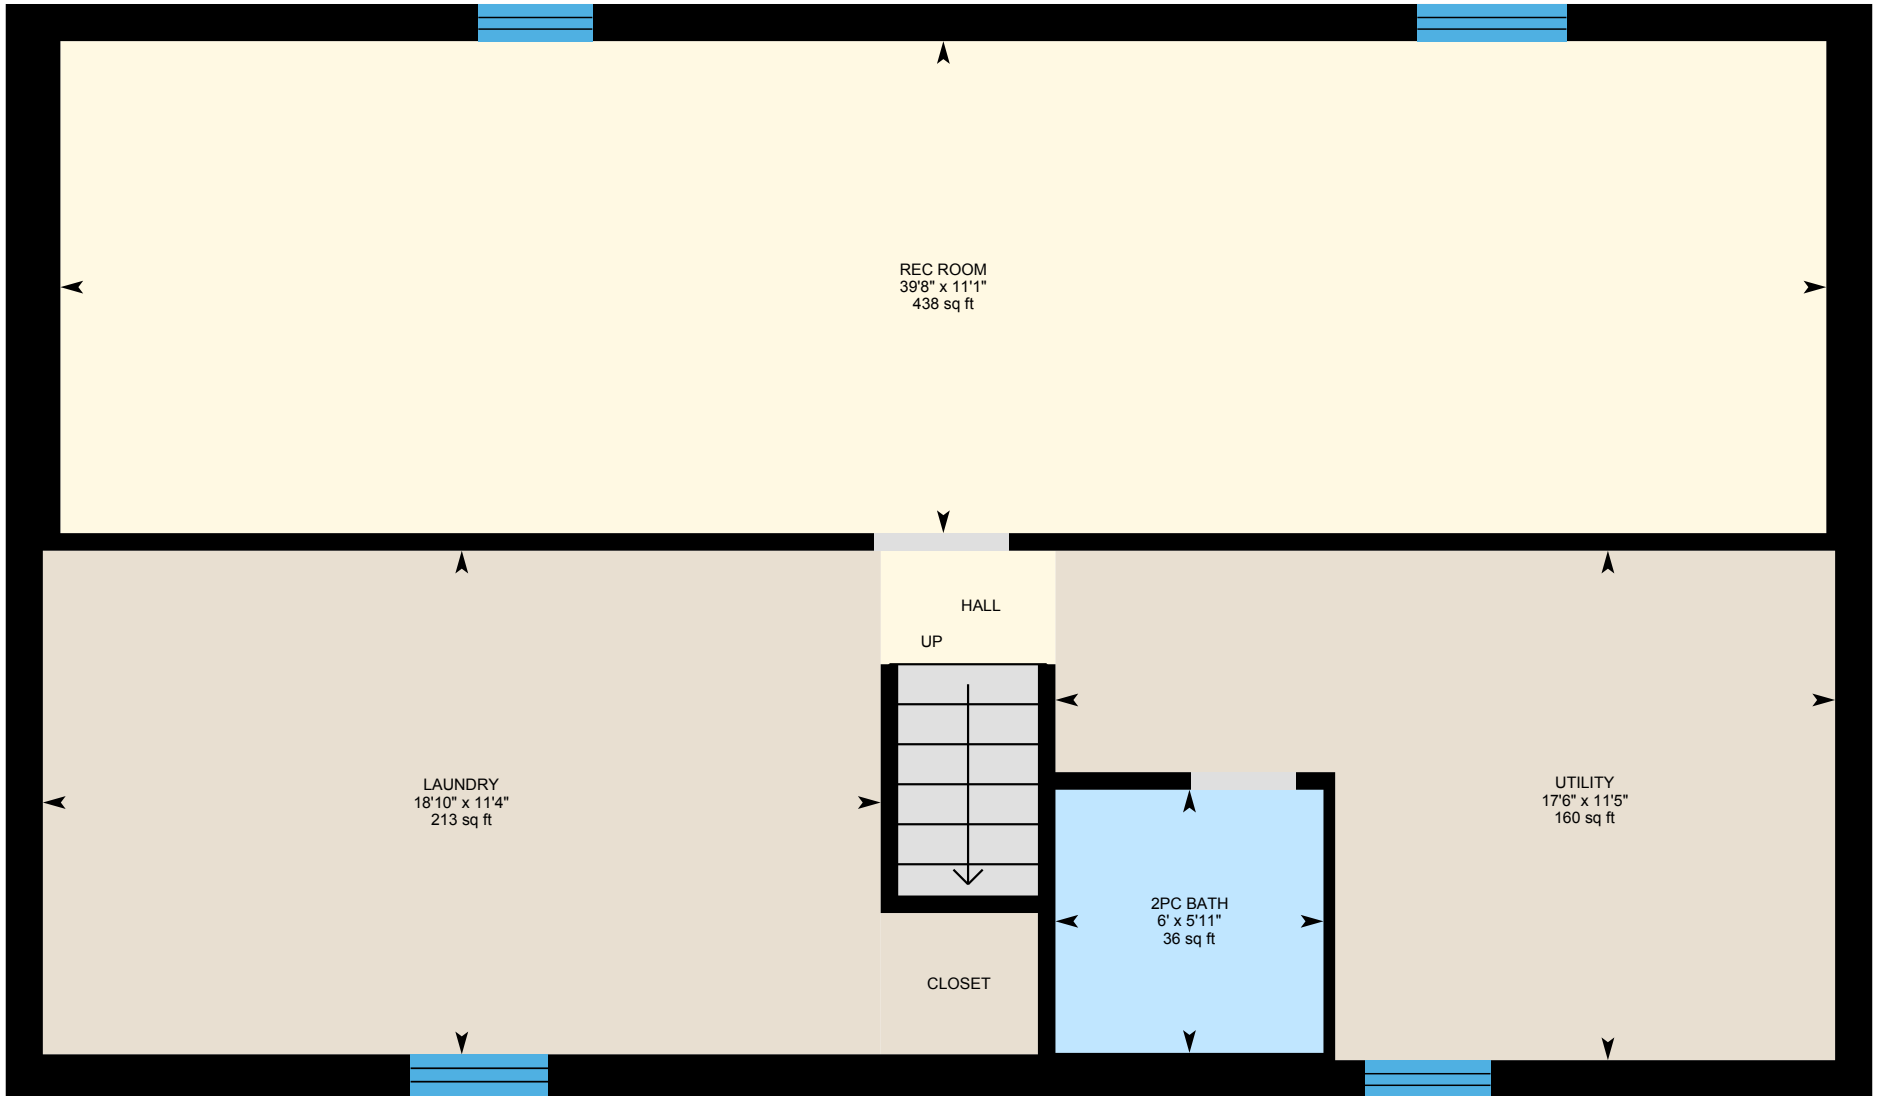 REC ROOM
39'8" x 11'1"
438 sq ft
HALL
UP
LAUNDRY
18'10" x 11'4"
213 sq ft
UTILITY
17'6" x 11'5"
160 sq ft
2PC BATH
6' x 5'11"
36 sq ft
CLOSET